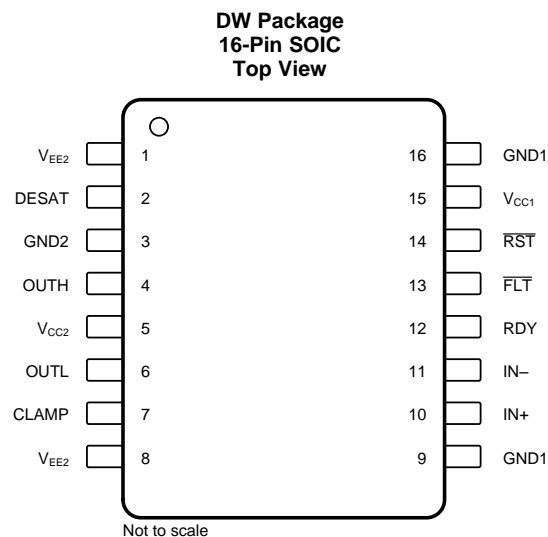 DW Package
16-Pin SOIC
Top View
VEE2 1 16 GND1
DESAT 2 15 VCC1
GND2 3 14 RST
OUTH 4 13 FLT
VCC2 5 12 RDY
OUTL 6 11 IN–
CLAMP 7 10 IN+
VEE2 8 9 GND1
Not to scale